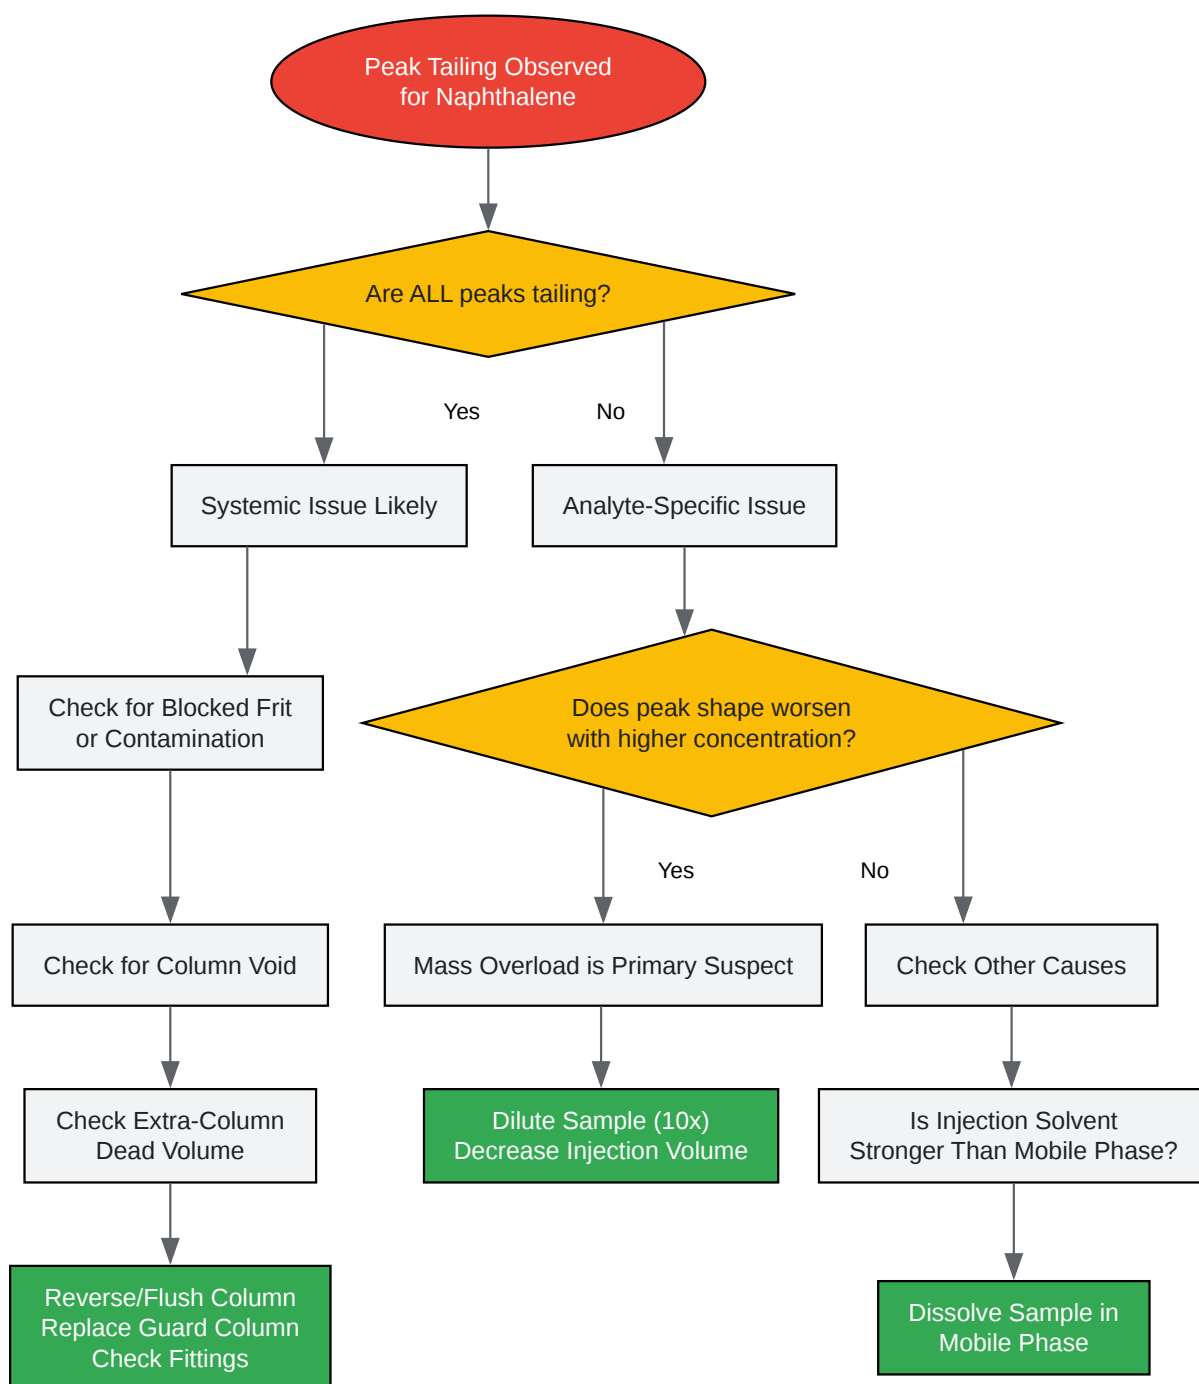 Peak Tailing Observed
for Naphthalene
Are ALL peaks tailing?
Yes
No
Systemic Issue Likely
Analyte-Specific Issue
Check for Blocked Frit
or Contamination
Does peak shape worsen
with higher concentration?
Yes
No
Check for Column Void
Mass Overload is Primary Suspect
Check Other Causes
Check Extra-Column
Dead Volume
Dilute Sample (10x)
Decrease Injection Volume
Is Injection Solvent
Stronger Than Mobile Phase?
Reverse/Flush Column
Replace Guard Column
Check Fittings
Dissolve Sample in
Mobile Phase